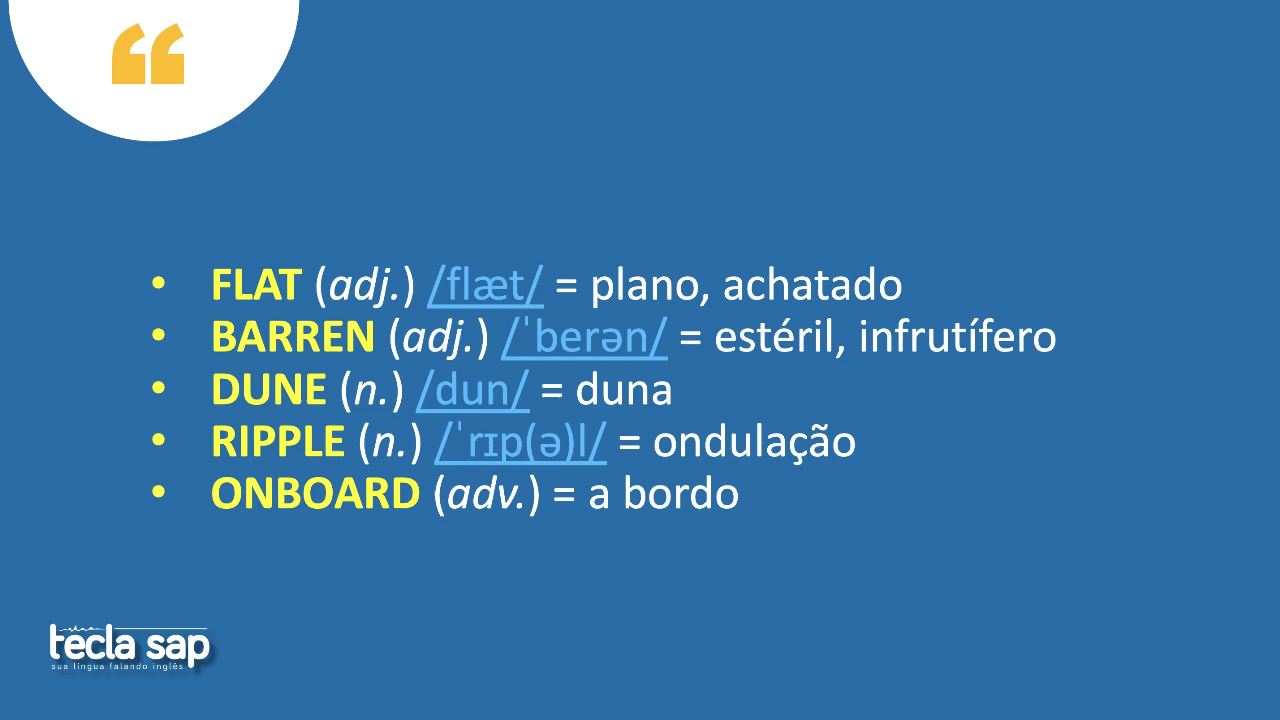 • FLAT (adj.) /flæt/ = plano, achatado
• BARREN (adj.) /ˈberən/ = estéril, infrutífero
• DUNE (n.) /dun/ = duna
• RIPPLE (n.) /ˈrɪp(ə)l/ = ondulação
• ONBOARD (adv.) = a bordo
tecla sap
sua língua falando inglês